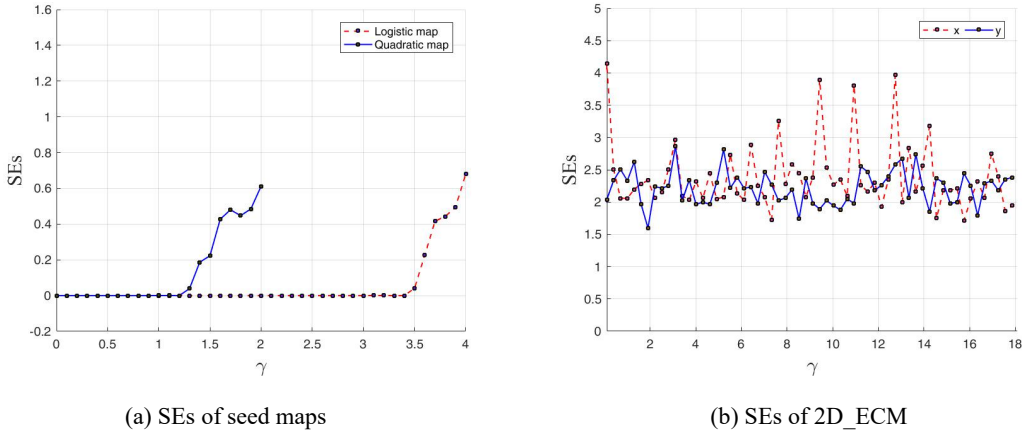 1.6
1.4
1.2
1
0.8
0.6
0.4
0.2
0
-0.2
SEs
Logistic map
Quadratic map
0 0.5 1 1.5 2 2.5 3 3.5 4
γ
(a) SEs of seed maps
5
4.5
4
3.5
3
2.5
2
1.5
1
0.5
0
SEs
x y
2 4 6 8 10 12 14 16 18
γ
(b) SEs of 2D_ECM